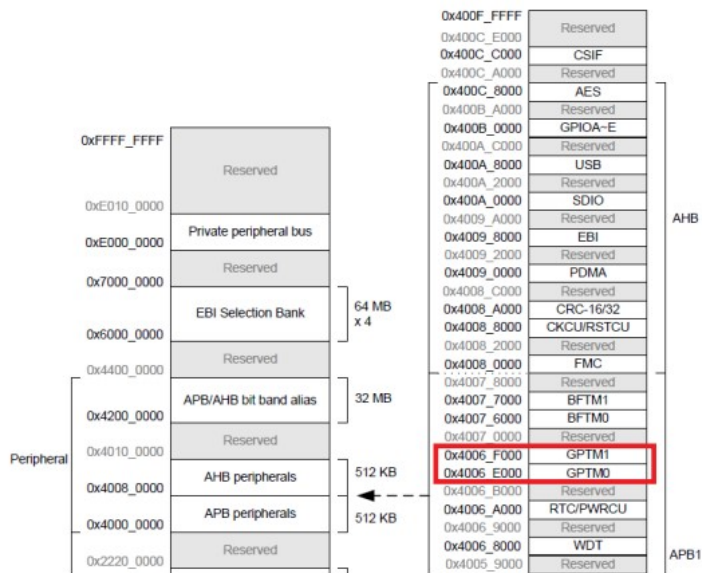 0xFFFF_FFFF
Reserved
0xE010_0000
Private peripheral bus
0xE000_0000
Reserved
0x7000_0000
EBI Selection Bank
64 MB
x 4
0x6000_0000
Reserved
0x4400_0000
APB/AHB bit band alias
32 MB
0x4200_0000
Reserved
Peripheral
0x4010_0000
AHB peripherals
512 KB
0x4008_0000
APB peripherals
512 KB
0x4000_0000
Reserved
0x2220_0000
0x400F_FFFF
Reserved
0x400C_E000
0x400C_C000 CSIF
0x400C_A000 Reserved
0x400C_8000 AES
0x400B_A000 Reserved
0x400B_0000 GPIOA~E
0x400A_C000 Reserved
0x400A_8000 USB
0x400A_2000 Reserved
0x400A_0000 SDIO
0x4009_A000 Reserved
AHB
0x4009_8000 EBI
0x4009_2000 Reserved
0x4009_0000 PDMA
0x4008_C000 Reserved
0x4008_A000 CRC-16/32
0x4008_8000 CKCU/RSTCU
0x4008_2000 Reserved
0x4008_0000 FMC
0x4007_8000 Reserved
0x4007_7000 BFTM1
0x4007_6000 BFTM0
0x4007_0000 Reserved
0x4006_F000 GPTM1
0x4006_E000 GPTM0
0x4006_B000 Reserved
0x4006_A000 RTC/PWRCU
0x4006_9000 Reserved
0x4006_8000 WDT
APB1
0x4005_9000 Reserved